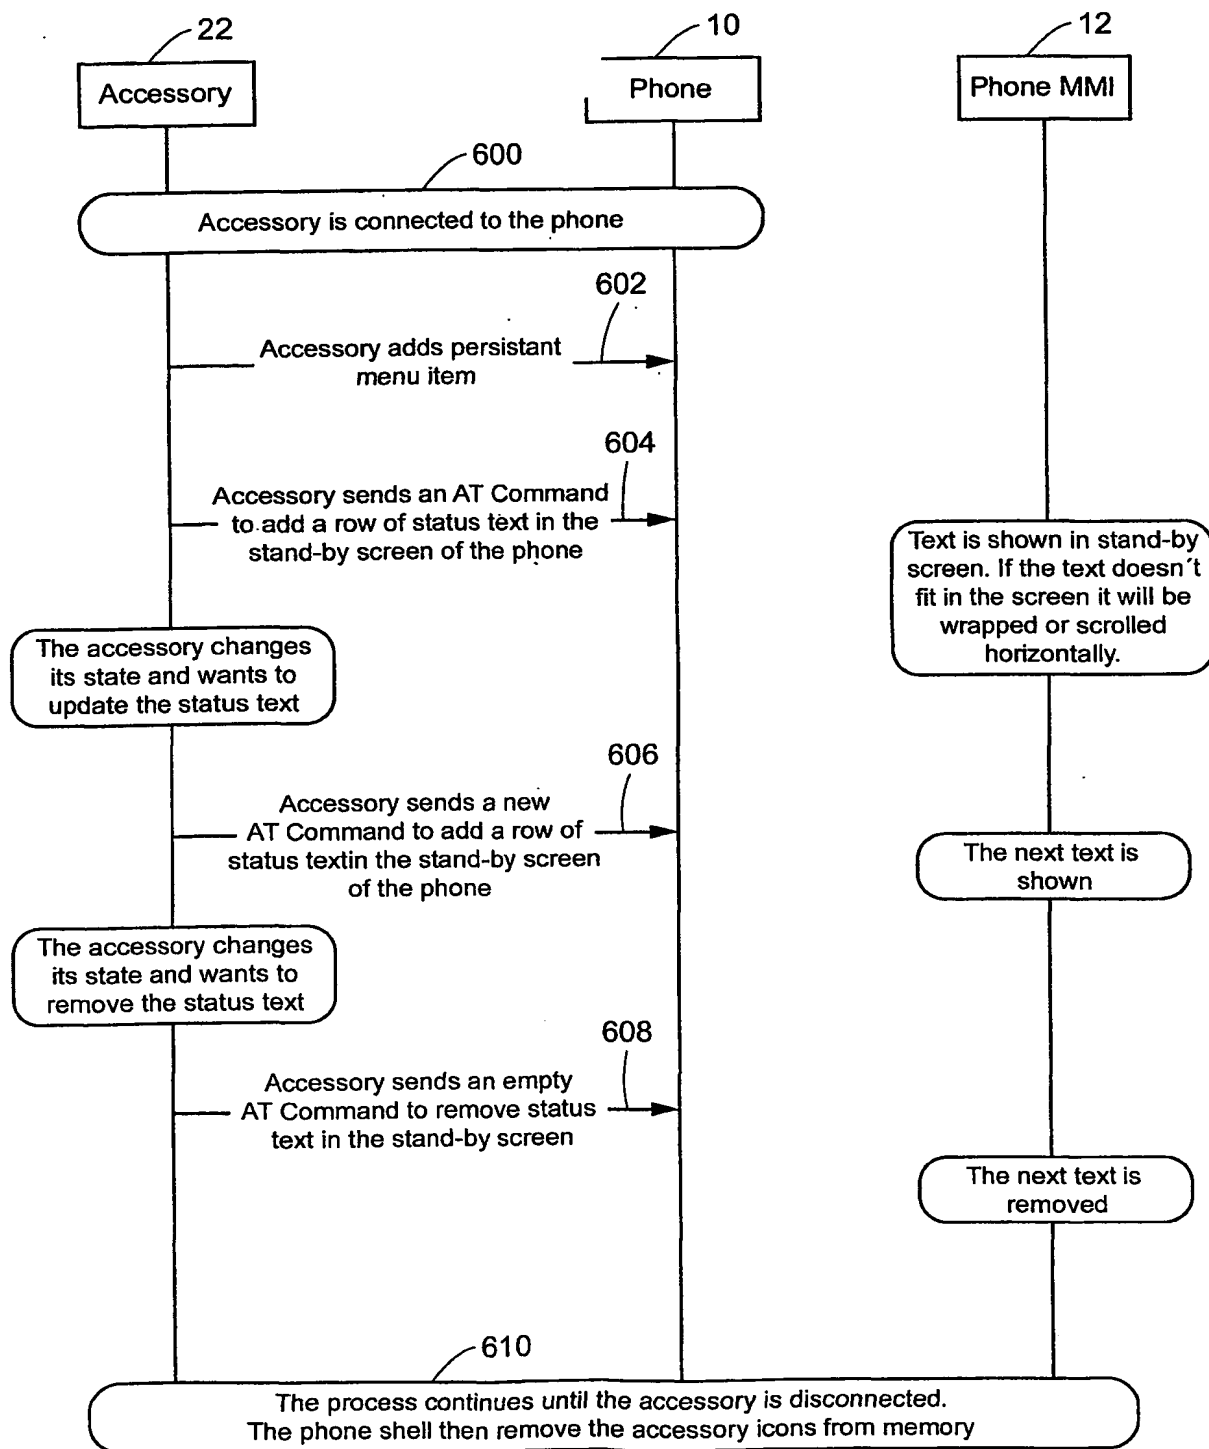 22
10
12
Accessory
Phone
Phone MMI
600
Accessory is connected to the phone
602
Accessory adds persistant
menu item
604
Accessory sends an AT Command
to add a row of status text in the
stand-by screen of the phone
Text is shown in stand-by
screen. If the text doesn´t
fit in the screen it will be
wrapped or scrolled
horizontally.
The accessory changes
its state and wants to
update the status text
606
Accessory sends a new
AT Command to add a row of
status textin the stand-by screen
of the phone
The next text is
shown
The accessory changes
its state and wants to
remove the status text
608
Accessory sends an empty
AT Command to remove status
text in the stand-by screen
The next text is
removed
610
The process continues until the accessory is disconnected.
The phone shell then remove the accessory icons from memory